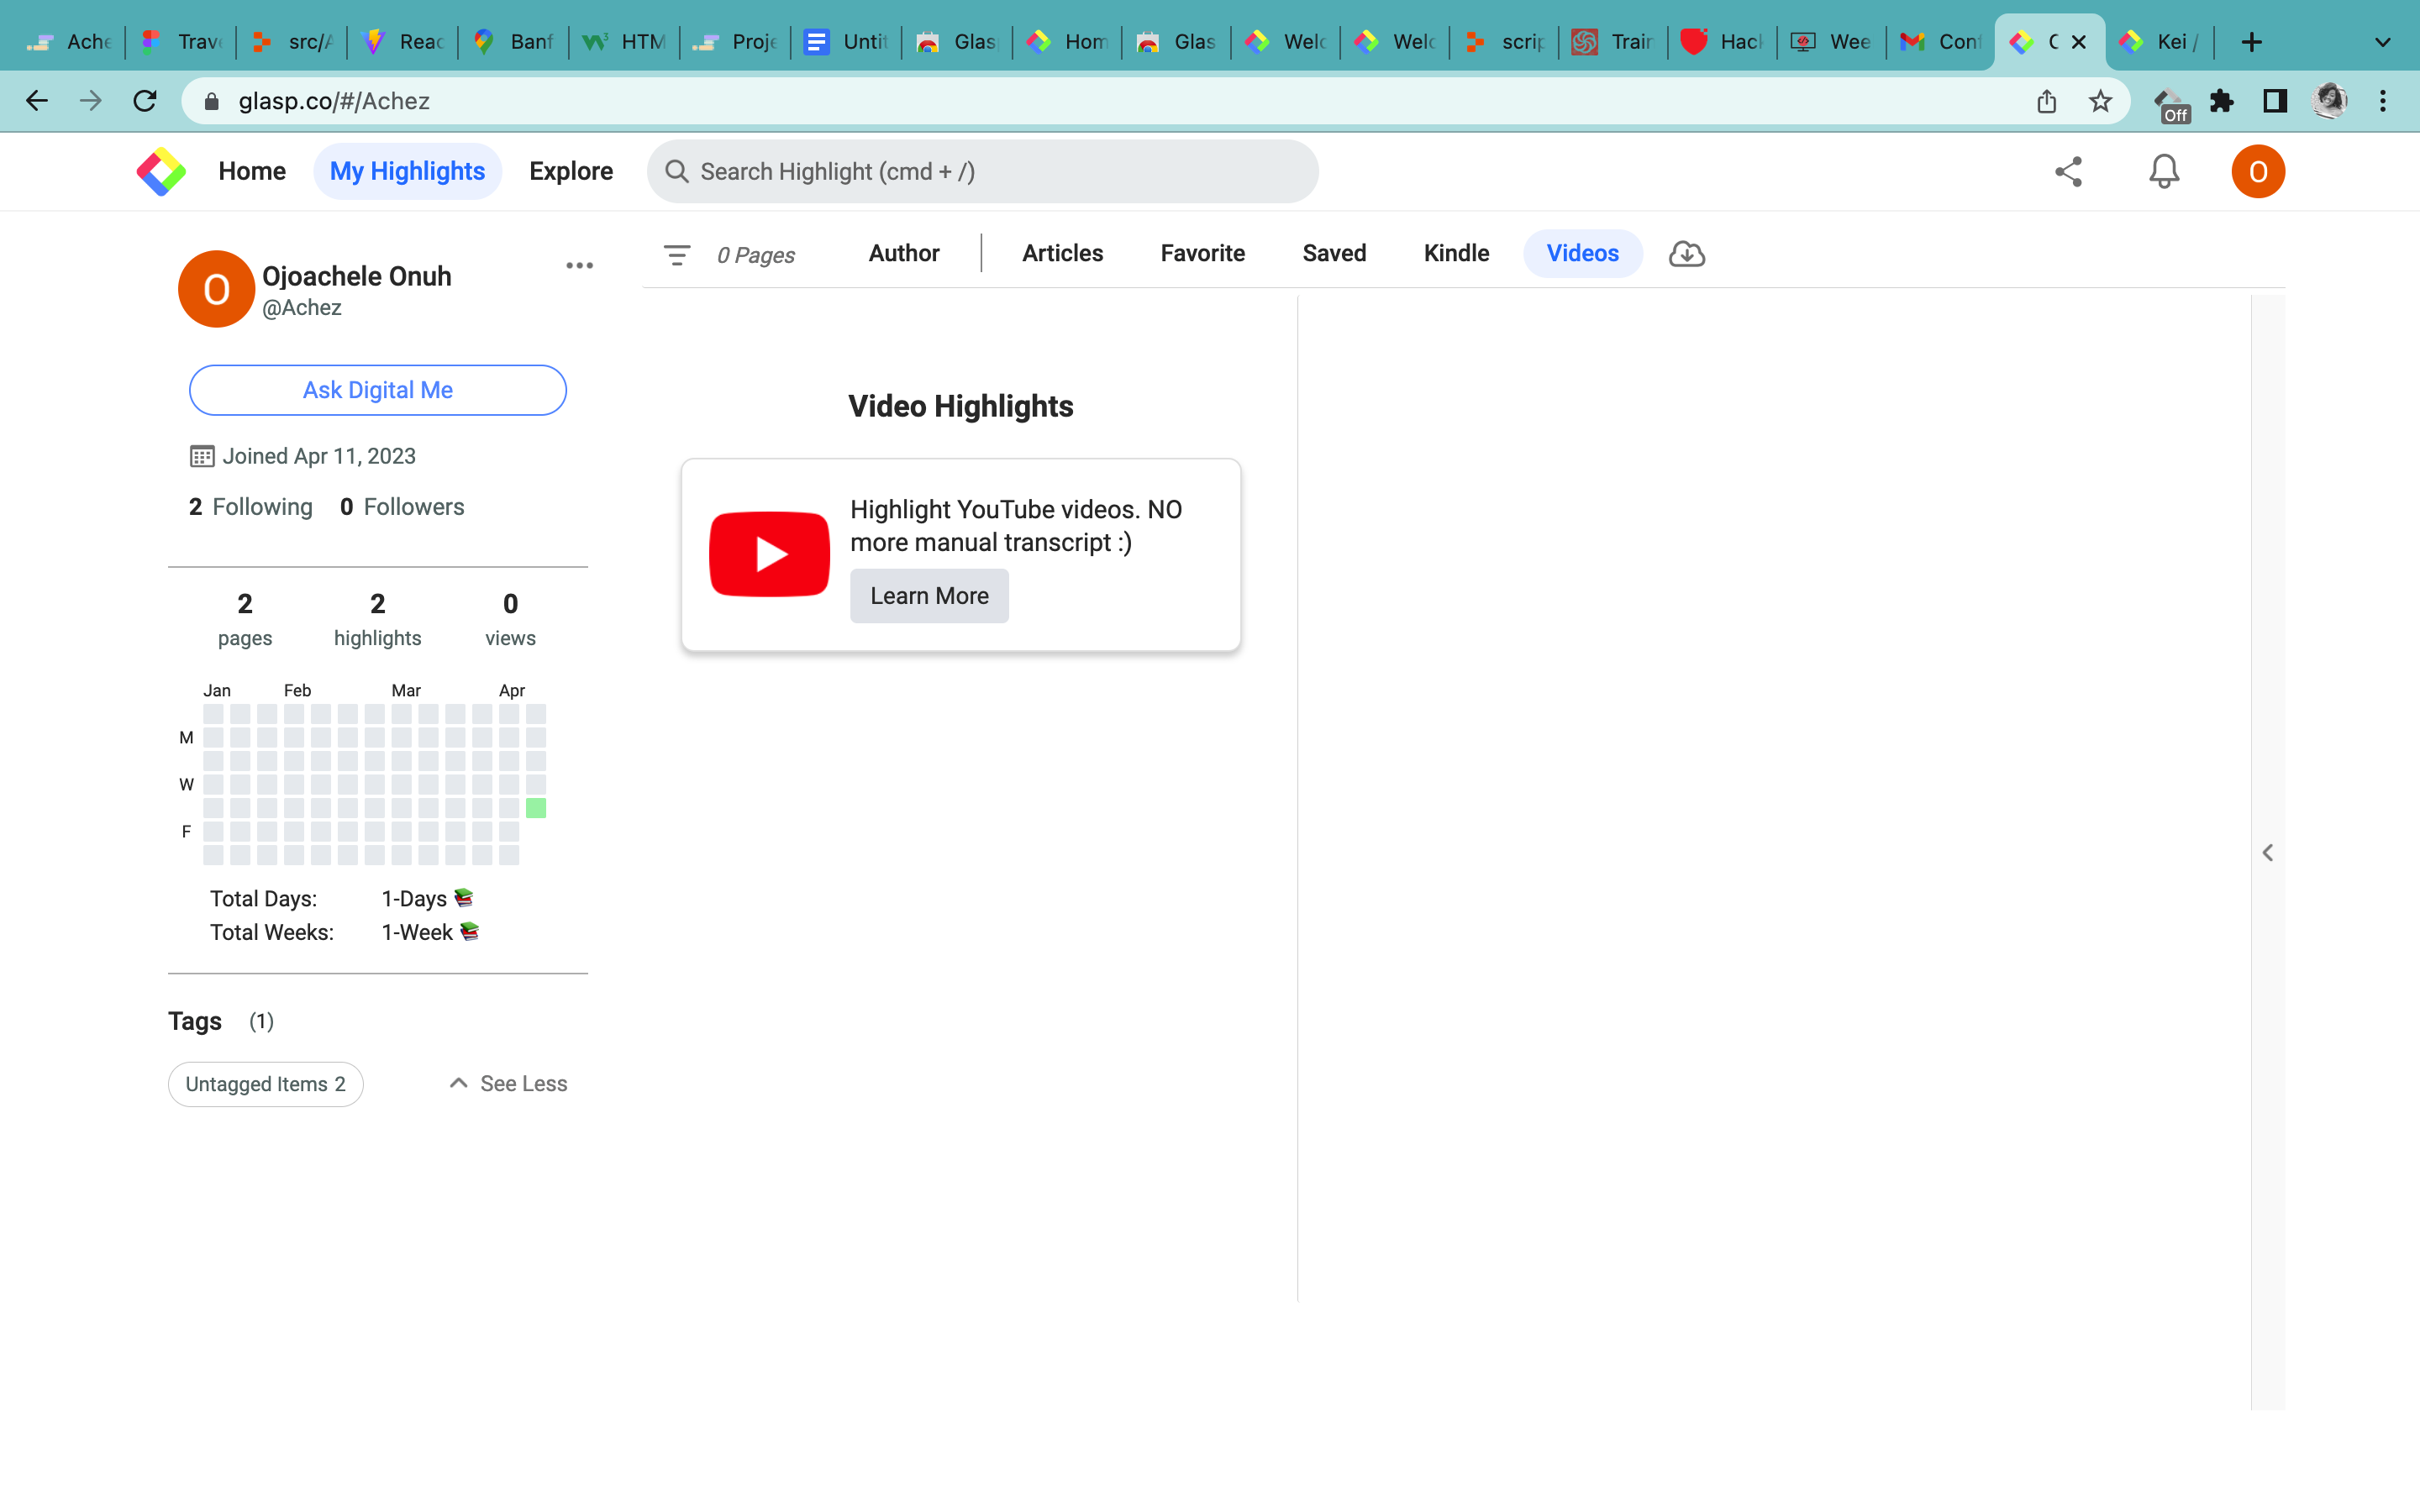 Ache
Trav
src/A
Reac
Banf
HTM
Proje
Untit
Glas
Hom
Glas
Welc
Welc
scrip
Train
Hacl
Wee
Con
Kei /
glasp.co/#/Achez
Off
Home
My Highlights
Explore
Search Highlight (cmd + /)
O
O
Ojoachele Onuh
@Achez
Ask Digital Me
Joined Apr 11, 2023
2 Following 0 Followers
2 2 0
pages highlights views
Jan Feb Mar Apr
M
W
F
Total Days: 1-Days
Total Weeks: 1-Week
Tags (1)
Untagged Items 2
See Less
0 Pages
Author
Articles
Favorite
Saved
Kindle
Videos
Video Highlights
Highlight YouTube videos. NO
more manual transcript :)
Learn More